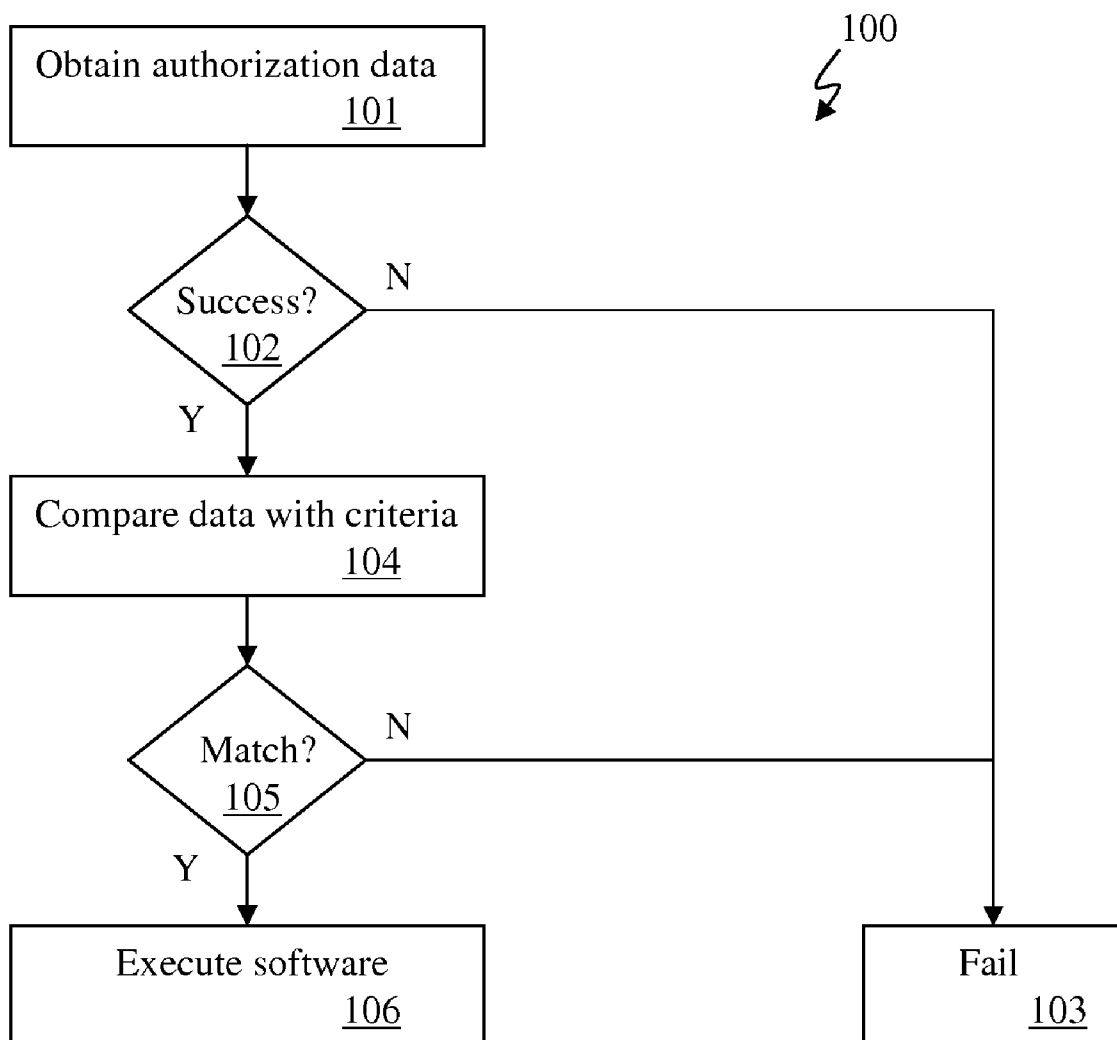 100
Obtain authorization data
101
N
Success?
102
Y
Compare data with criteria
104
N
Match?
105
Y
Execute software
106
Fail
103